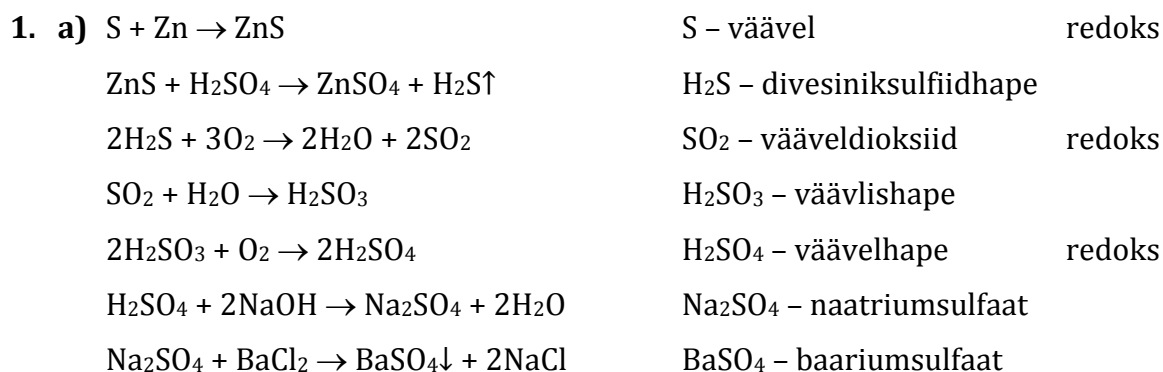 1. a) S + Zn → ZnS S – väävel redoks
ZnS + H₂SO₄ → ZnSO₄ + H₂S↑ H₂S – divesiniksulfiidhape
2H₂S + 3O₂ → 2H₂O + 2SO₂ SO₂ – vääveldioksiid redoks
SO₂ + H₂O → H₂SO₃ H₂SO₃ – väävlishape
2H₂SO₃ + O₂ → 2H₂SO₄ H₂SO₄ – väävelhape redoks
H₂SO₄ + 2NaOH → Na₂SO₄ + 2H₂O Na₂SO₄ – naatriumsulfaat
Na₂SO₄ + BaCl₂ → BaSO₄↓ + 2NaCl BaSO₄ – baariumsulfaat